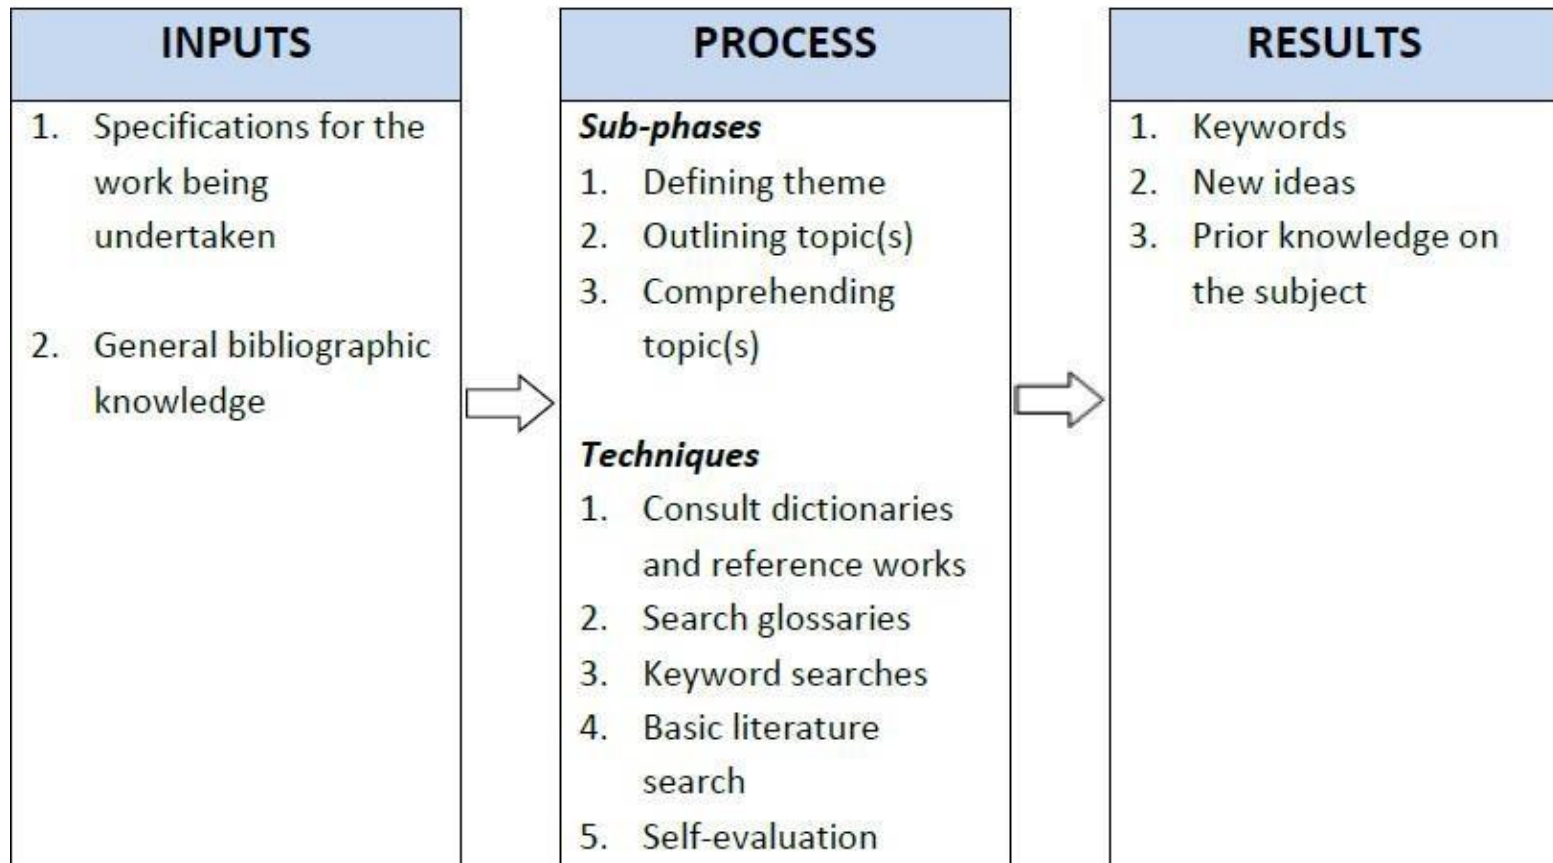 INPUTS
1. Specifications for the
work being
undertaken
2. General bibliographic
knowledge
PROCESS
Sub-phases
1. Defining theme
2. Outlining topic(s)
3. Comprehending
topic(s)
Techniques
1. Consult dictionaries
and reference works
2. Search glossaries
3. Keyword searches
4. Basic literature
search
5. Self-evaluation
RESULTS
1. Keywords
2. New ideas
3. Prior knowledge on
the subject